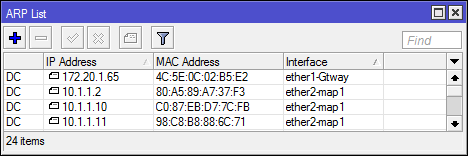 ARP List
Find
IP Address MAC Address Interface
DC 172.20.1.65 4C:5E:0C:02:B5:E2 ether1-Gtway
DC 10.1.1.2 80:A5:89:A7:37:F3 ether2-map1
DC 10.1.1.10 C0:87:EB:D7:7C:FB ether2-map1
DC 10.1.1.11 98:C8:B8:88:6C:71 ether2-map1
24 items